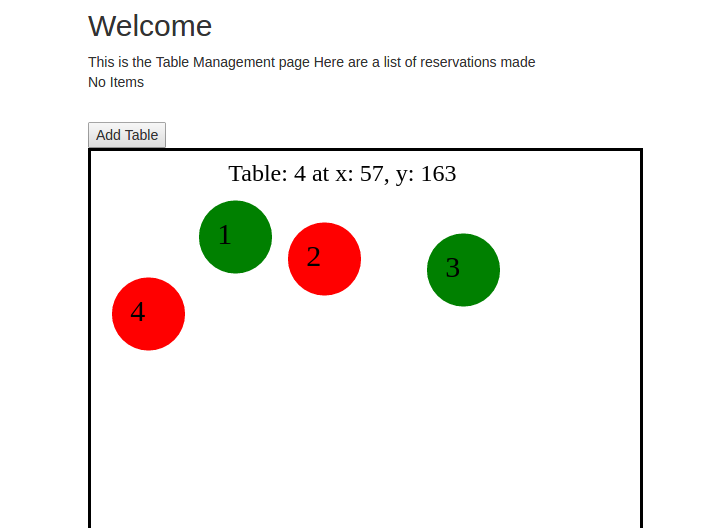 Welcome
This is the Table Management page Here are a list of reservations made
No Items
Add Table
Table: 4 at x: 57, y: 163
1
2
3
4